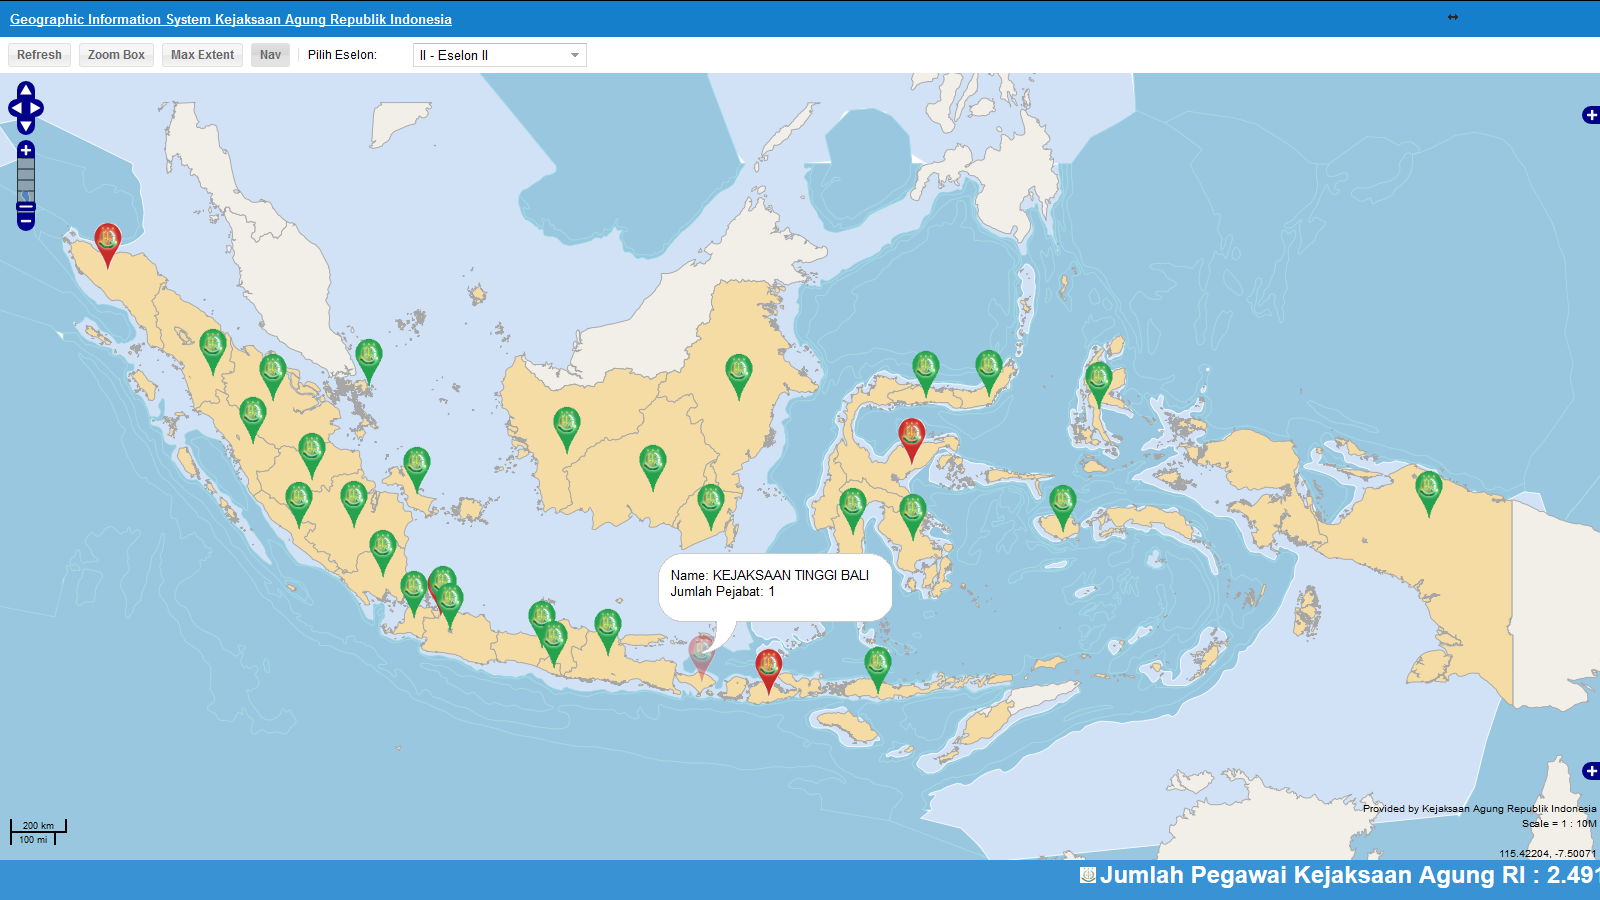 Geographic Information System Kejaksaan Agung Republik Indonesia
Refresh Zoom Box Max Extent Nav Pilih Eselon: II - Eselon II
Name: KEJAKSAAN TINGGI BALI
Jumlah Pejabat: 1
200 km
100 mi
Provided by Kejaksaan Agung Republik Indonesia
Scale = 1 : 10M
115.42204, -7.50071
Jumlah Pegawai Kejaksaan Agung RI : 2.491